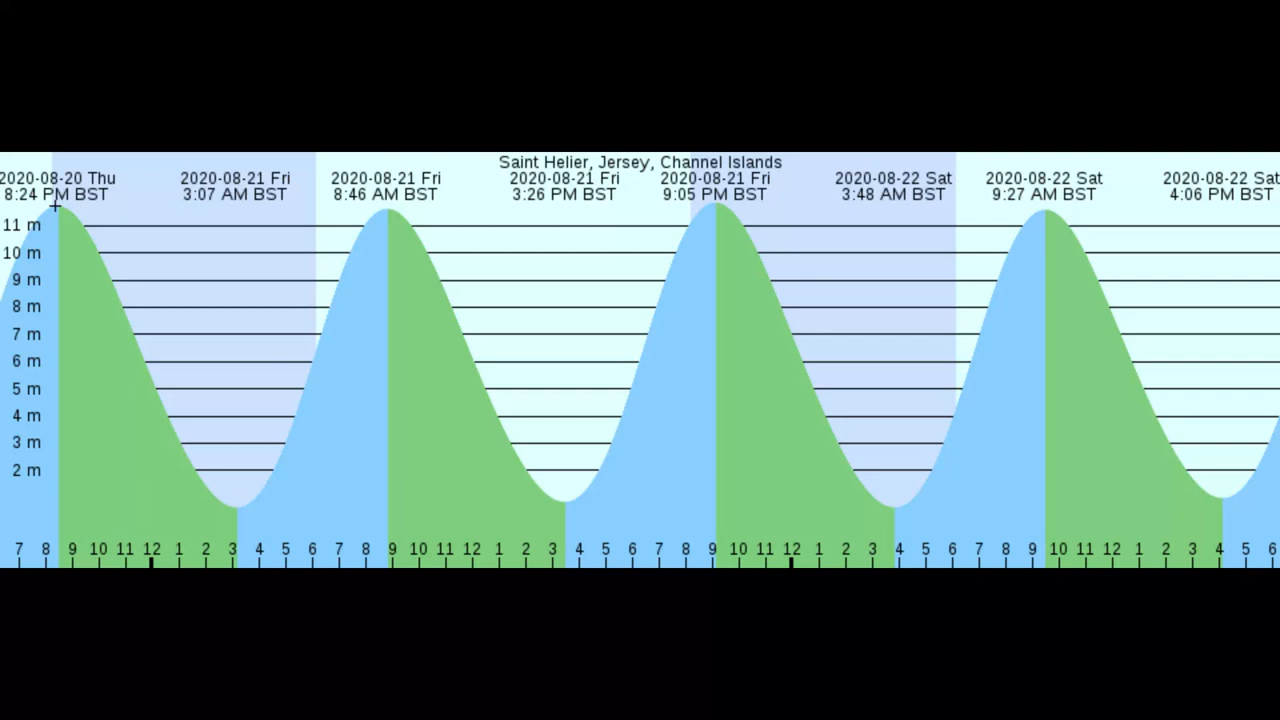 Saint Helier, Jersey, Channel Islands
2020-08-20 Thu 2020-08-21 Fri 2020-08-21 Fri 2020-08-21 Fri 2020-08-21 Fri 2020-08-22 Sat 2020-08-22 Sat 2020-08-22 Sat
8:24 PM BST 3:07 AM BST 8:46 AM BST 3:26 PM BST 9:05 PM BST 3:48 AM BST 9:27 AM BST 4:06 PM BST
11 m
10 m
9 m
8 m
7 m
6 m
5 m
4 m
3 m
2 m
7 8 9 10 11 12 1 2 3 4 5 6 7 8 9 10 11 12 1 2 3 4 5 6 7 8 9 10 11 12 1 2 3 4 5 6 7 8 9 10 11 12 1 2 3 4 5 6